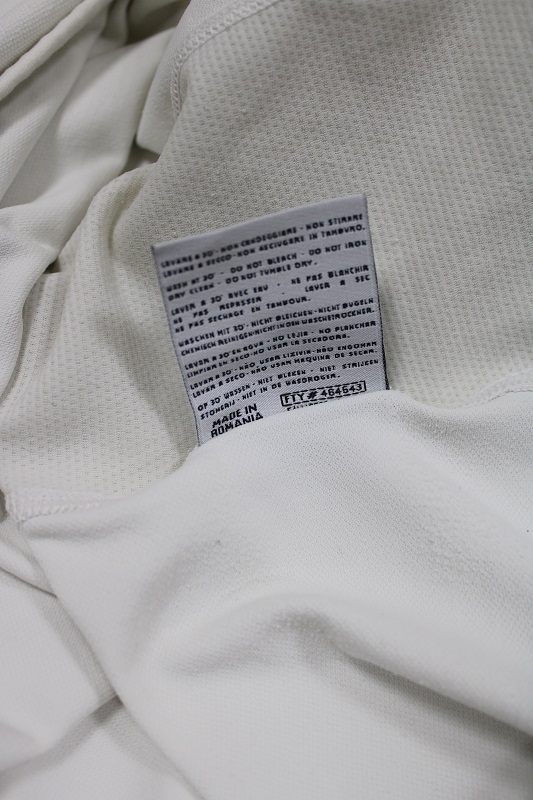 LAVARE A 30° - NON CANDEGGIARE - NON STIRARE
LAVARE A SECCO - NON ASCIUGARE IN TAMBURO.
WASH AT 30° - DO NOT BLEACH - DO NOT IRON
DRY CLEAN - DO NOT TUMBLE DRY.
LAVER A 30° AVEC EAU - NE PAS BLANCHIR
NE PAS REPASSER - LAVER A SEC
NE PAS SECHAGE EN TAMBOUR.
WASCHEN MIT 30° - NICHT BLEICHEN - NICHT BUGELN
CHEMISCH REINIGEN/NICHT IN DEN WASCHETROCKNER.
LAVER A 30°EN AGUA - NO LEJIA - NO PLANCHAR
LIMPIAR EN SECO-NO USAR LA SECADORA.
LAVAR A 30° - NÃO USAR LIXIVIA - NÃO ENGOMAR
LAVAR A SECO - NÃO USAR MAQUINA DE SECAR.
OP 30° WASSEN - NIET BLEKEN - NIET STRIJKEN
STOMERIJ - NIET IN DE WASDROGER.
MADE IN
ROMANIA
FTY# 464643